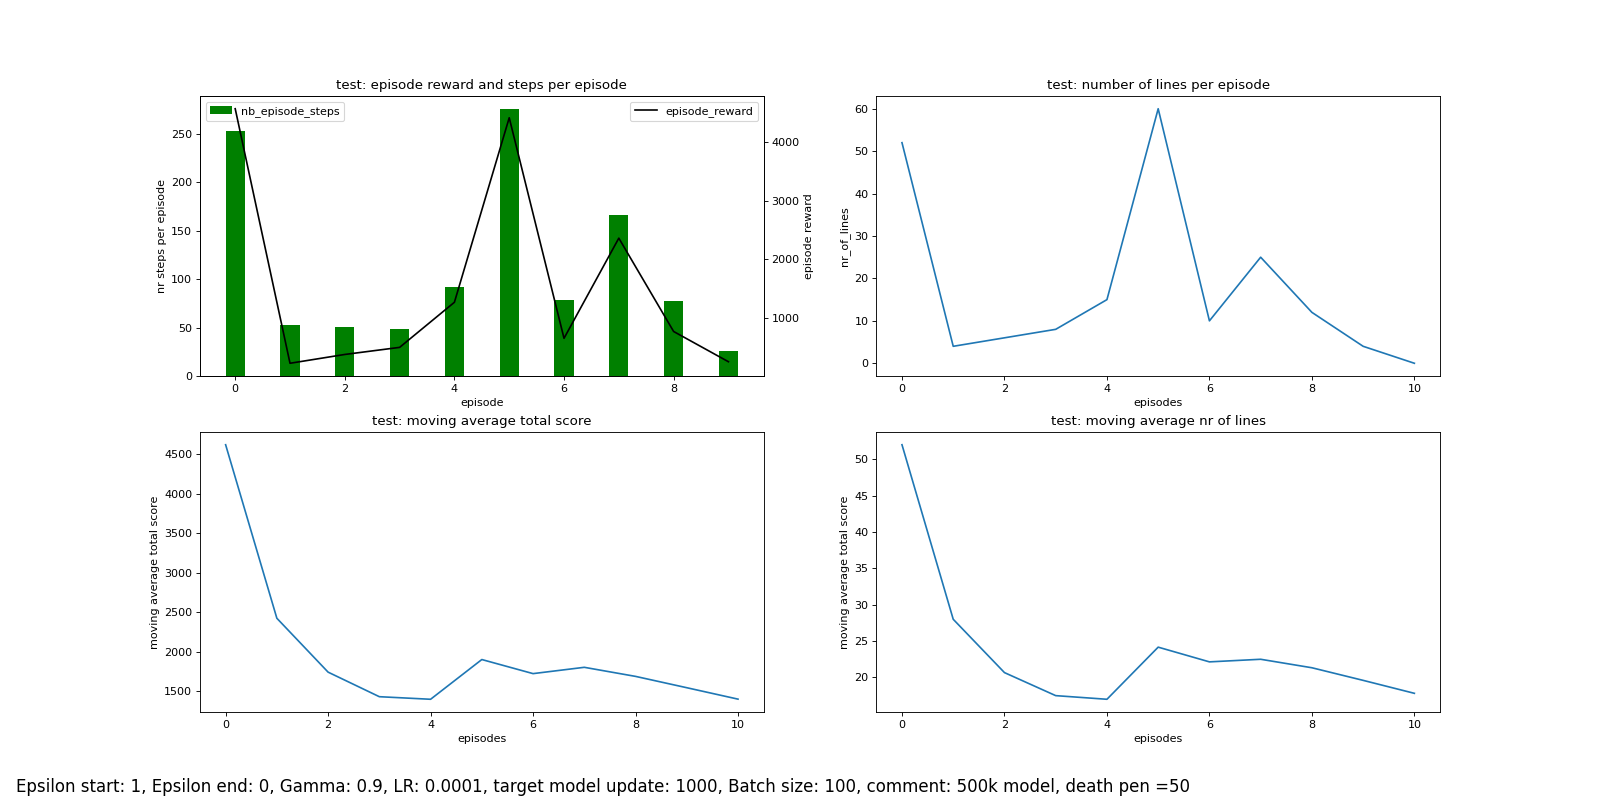 test: episode reward and steps per episode
nb_episode_steps
episode_reward
nr steps per episode
250
200
150
100
50
0
4000
3000
2000
1000
episode reward
0 2 4 6 8
episode
test: number of lines per episode
nr_of_lines
60
50
40
30
20
10
0
0 2 4 6 8 10
episodes
test: moving average total score
moving average total score
4500
4000
3500
3000
2500
2000
1500
0 2 4 6 8 10
episodes
test: moving average nr of lines
moving average total score
50
45
40
35
30
25
20
0 2 4 6 8 10
episodes
Epsilon start: 1, Epsilon end: 0, Gamma: 0.9, LR: 0.0001, target model update: 1000, Batch size: 100, comment: 500k model, death pen =50